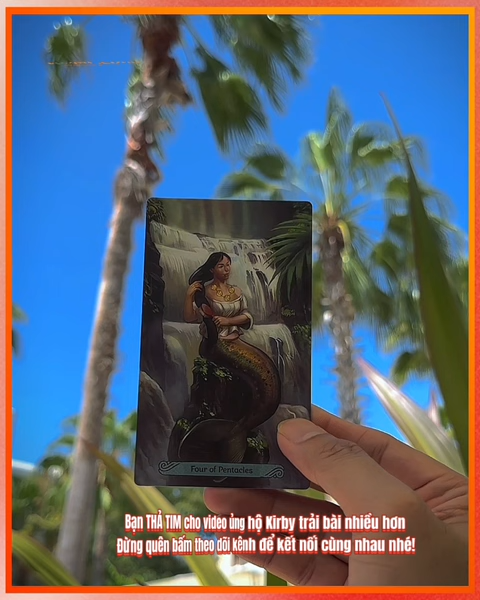 Four of Pentacles
Bạn THẢ TIM cho video ủng hộ Kirby trải bài nhiều hơn
Đừng quên bấm theo dõi kênh để kết nối cùng nhau nhé!